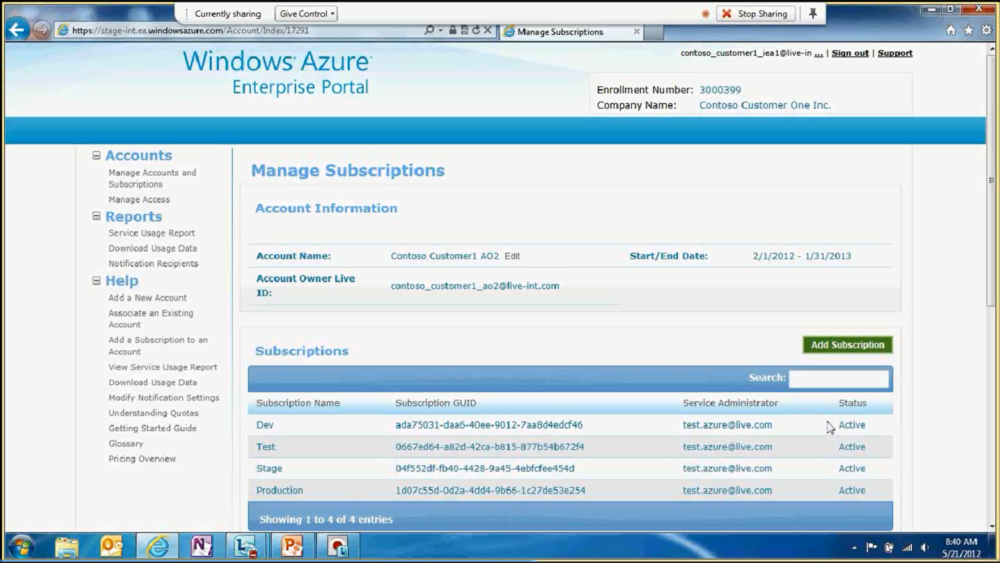 Currently sharing
Give Control
Stop Sharing
https://stage-int.ea.windowsazure.com/Account/Index/17291
Manage Subscriptions
contoso_customer1_iea1@live-in ... | Sign out | Support
Windows Azure
Enterprise Portal
Enrollment Number: 3000399
Company Name: Contoso Customer One Inc.
Accounts
Manage Accounts and
Subscriptions
Manage Access
Reports
Service Usage Report
Download Usage Data
Notification Recipients
Help
Add a New Account
Associate an Existing
Account
Add a Subscription to an
Account
View Service Usage Report
Download Usage Data
Modify Notification Settings
Understanding Quotas
Getting Started Guide
Glossary
Pricing Overview
Manage Subscriptions
Account Information
Account Name: Contoso Customer1 AO2 Edit Start/End Date: 2/1/2012 - 1/31/2013
Account Owner Live
ID: contoso_customer1_ao2@live-int.com
Subscriptions
Add Subscription
Search:
Subscription Name Subscription GUID Service Administrator Status
Dev ada75031-daa6-40ee-9012-7aa8d4edcf46 test.azure@live.com Active
Test 0667ed64-a82d-42ca-b815-877b54b672f4 test.azure@live.com Active
Stage 04f552df-fb40-4428-9a45-4ebfcfee454d test.azure@live.com Active
Production 1d07c55d-0d2a-4dd4-9b66-1c27de53e254 test.azure@live.com Active
Showing 1 to 4 of 4 entries
8:40 AM
5/21/2012